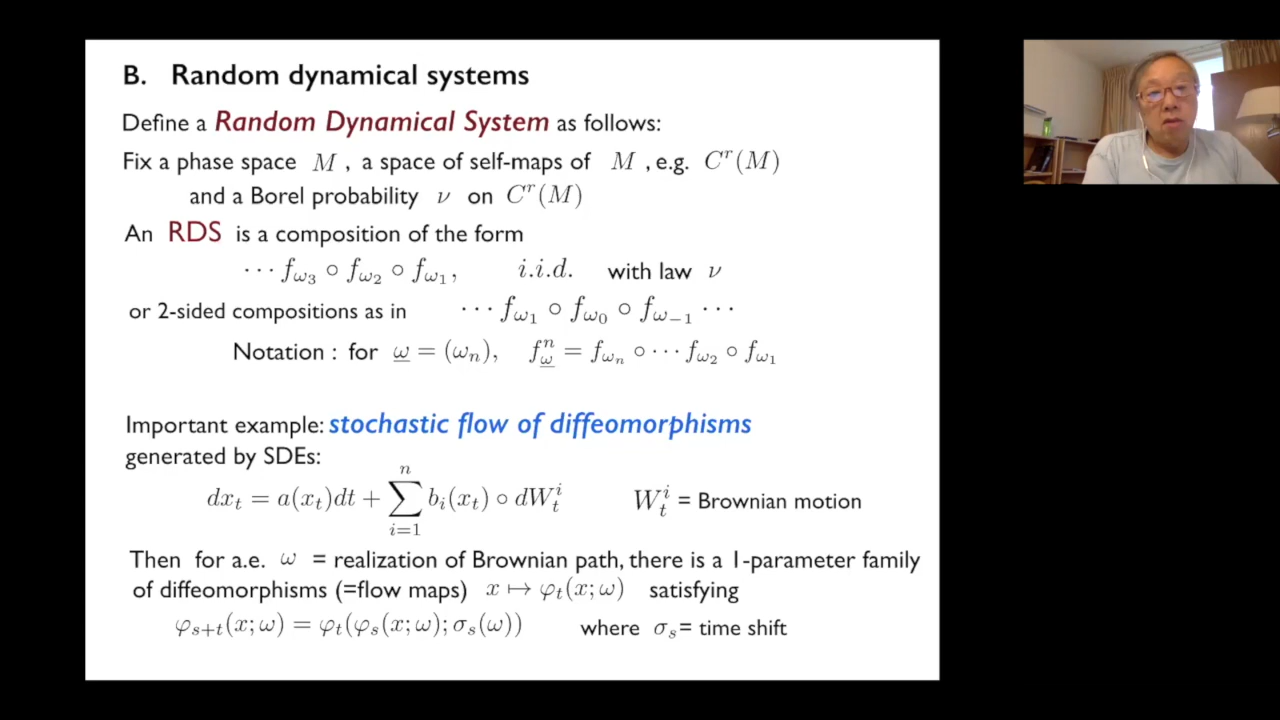 B. Random dynamical systems
Define a Random Dynamical System as follows:
Fix a phase space M , a space of self-maps of M , e.g. C^r(M)
and a Borel probability ν on C^r(M)
An RDS is a composition of the form
⋯ f_{ω_3} ∘ f_{ω_2} ∘ f_{ω_1}, i.i.d. with law ν
or 2-sided compositions as in ⋯ f_{ω_1} ∘ f_{ω_0} ∘ f_{ω_{-1}} ⋯
Notation : for \underline{ω} = (ω_n), f^n_{\underline{ω}} = f_{ω_n} ∘ ⋯ f_{ω_2} ∘ f_{ω_1}
Important example: stochastic flow of diffeomorphisms
generated by SDEs:
dx_t = a(x_t)dt + \sum_{i=1}^{n} b_i(x_t) ∘ dW^i_t W^i_t = Brownian motion
Then for a.e. ω = realization of Brownian path, there is a 1-parameter family
of diffeomorphisms (=flow maps) x ↦ φ_t(x; ω) satisfying
φ_{s+t}(x; ω) = φ_t(φ_s(x; ω); σ_s(ω)) where σ_s= time shift